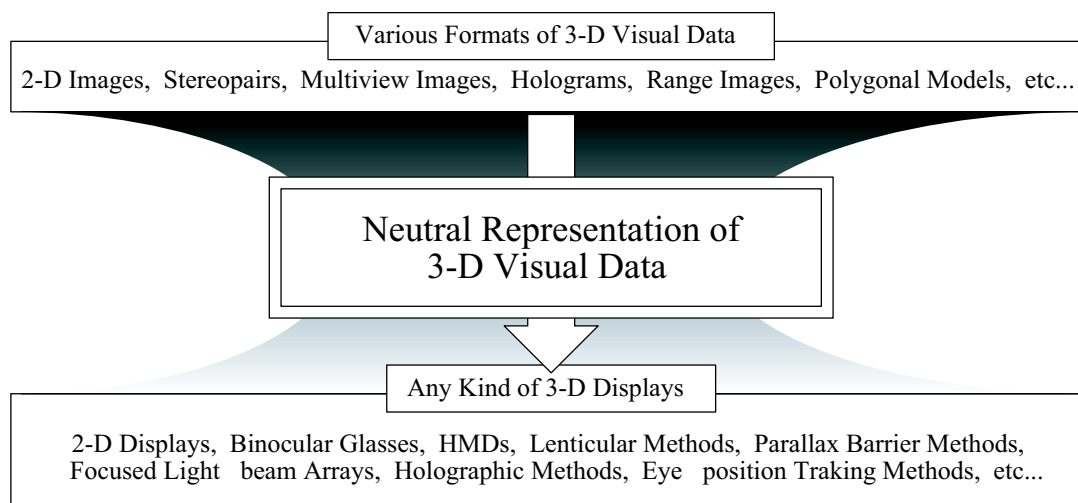 Various Formats of 3-D Visual Data
2-D Images, Stereopairs, Multiview Images, Holograms, Range Images, Polygonal Models, etc...
Neutral Representation of
3-D Visual Data
Any Kind of 3-D Displays
2-D Displays, Binocular Glasses, HMDs, Lenticular Methods, Parallax Barrier Methods,
Focused Light beam Arrays, Holographic Methods, Eye position Traking Methods, etc...